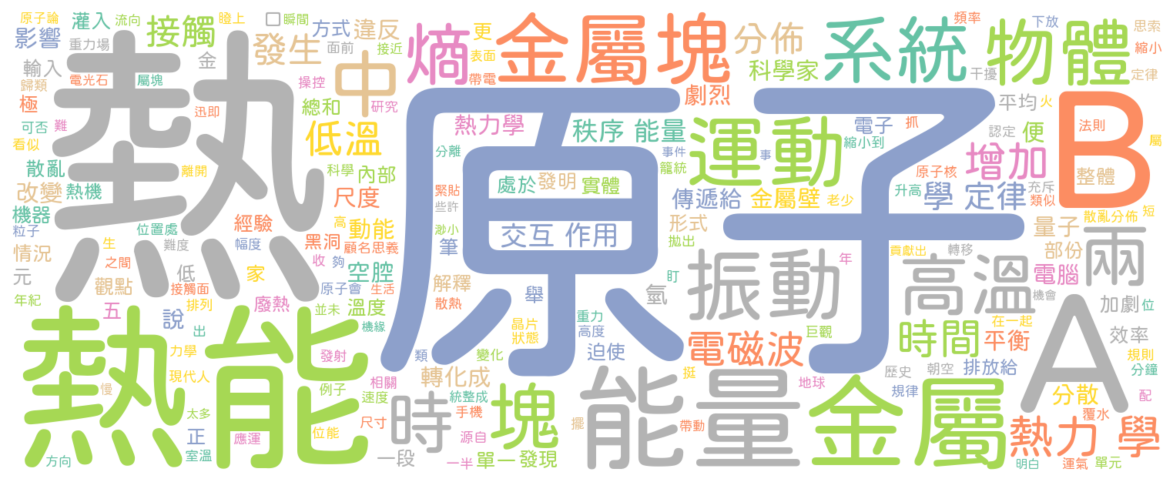 原子論
瞪上
灌入
流向
瞬間
接觸
影響
重力場
面前
接近
發生
方式
違反
輸入
金
歸類
電光石
屬塊
操控
極
迅即
總和
研究
可否
難
看似
離開
科學
低溫
散亂
熱機
內部
改變
尺度
機器
經驗
高
動能
粒子
位置處
幅度
黑洞
顧名思義
情況
生
難度
低
家
收
夠
之間
觀點
原子會
生活
空腔
元
接觸面
年紀
排列
廢熱
並未
機緣
溫度
五
說
出
熱
中
熵
更
表面
帶電
金屬塊
分佈
科學家
劇烈
系統
干擾
頻率
下放
思索
縮小
定律
物體
平均
火
熱力學
秩序
能量
電子
抓
法則
運動
縮小到
認定
便
分離
事件
事
籠統
原子核
增加
屬
B
緊貼
處於
發明
實體
傳遞給
金屬壁
老少
升高
學
定律
充斥
類似
整體
些許
渺小
形式
拋出
散亂分佈
短
筆
交互
作用
貢獻出
轉移
量子
部份
原子
解釋
盯
年
散熱
舉
氫
振動
高溫
電腦
機會
兩
加劇
位
晶片
狀態
重力
高度
巨觀
迫使
電磁波
時間
在一起
平衡
效率
規則
分鐘
類
變化
轉化成
挺
地球
歷史
朝空
排放給
A
力學
發射
現代人
例子
相關
速度
統整成
規律
分散
配
慢
太多
尺寸
手機
擺
帶動
覆水
熱能
正
應運
位能
時
源自
塊
能量
金屬
熱力
學
方向
室溫
一段
一半
單一
發現
明白
運氣
單元